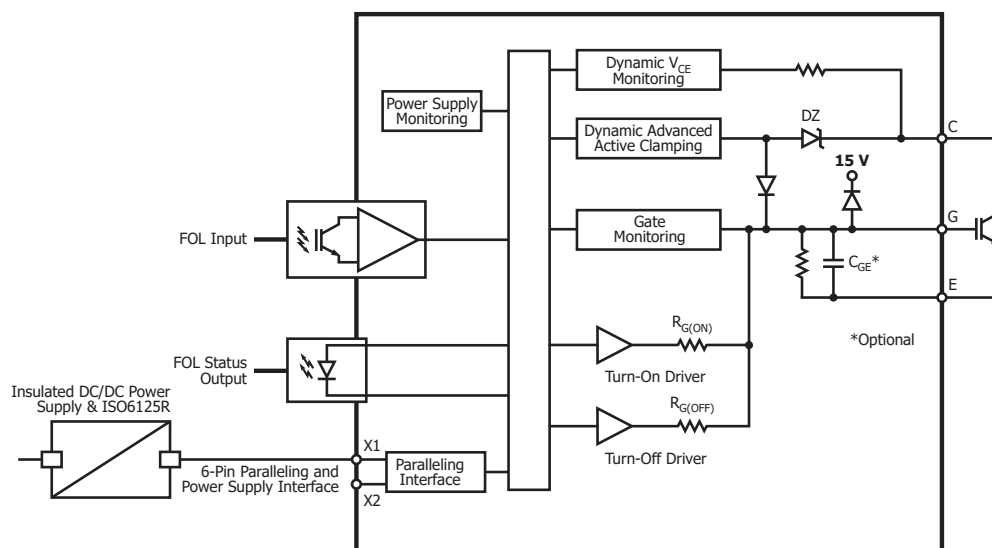 Dynamic VCE
Monitoring
Power Supply
Monitoring
Dynamic Advanced
Active Clamping
DZ
C
15 V
FOL Input
Gate
Monitoring
G
CGE*
E
*Optional
RG(ON)
Turn-On Driver
FOL Status
Output
RG(OFF)
Turn-Off Driver
Insulated DC/DC Power
Supply & ISO6125R
X1
6-Pin Paralleling and
Power Supply Interface
Paralleling
Interface
X2